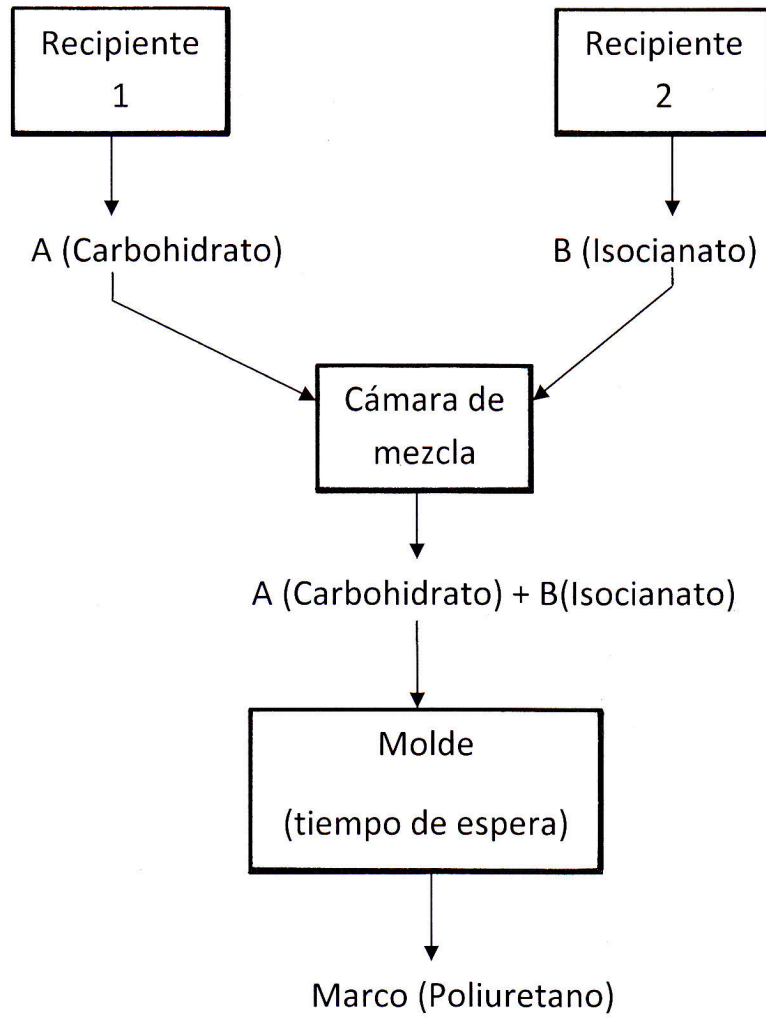 Recipiente
1
Recipiente
2
A (Carbohidrato)
B (Isocianato)
Cámara de
mezcla
A (Carbohidrato) + B(Isocianato)
Molde
(tiempo de espera)
Marco (Poliuretano)